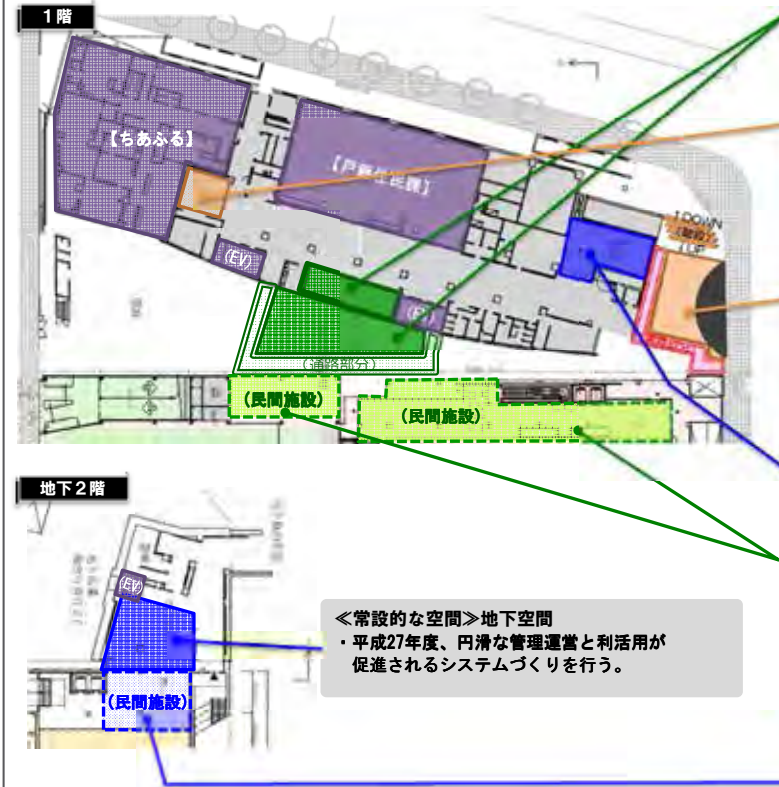 1階
【ちあふる】
【戸籍住民課】
↑DOWN
(階段)
↓UP
(EV)
(EV)
(通路部分)
(民間施設)
(民間施設)
地下2階
(EV)
≪常設的な空間≫地下空間
・平成27年度、円滑な管理運営と利活用が
促進されるシステムづくりを行う。
(民間施設)